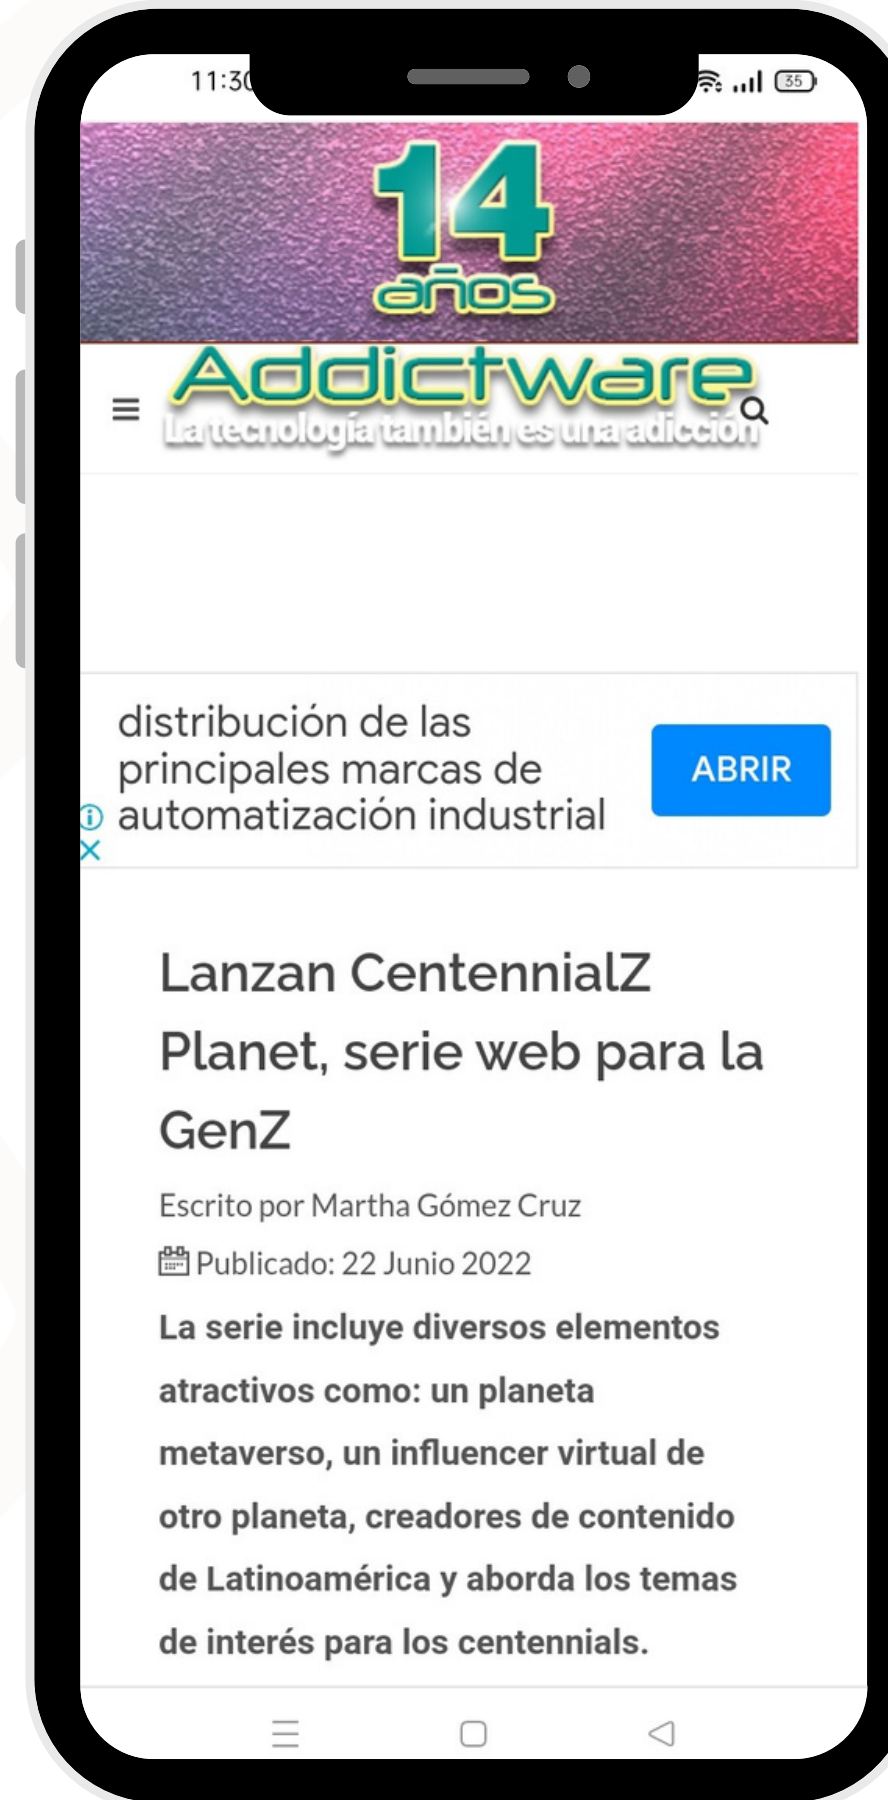 11:30
35
14
años
Addictware
La tecnología también es una adicción
distribución de las
principales marcas de
automatización industrial
ABRIR
Lanzan CentennialZ
Planet, serie web para la
GenZ
Escrito por Martha Gómez Cruz
Publicado: 22 Junio 2022
La serie incluye diversos elementos
atractivos como: un planeta
metaverso, un influencer virtual de
otro planeta, creadores de contenido
de Latinoamérica y aborda los temas
de interés para los centennials.